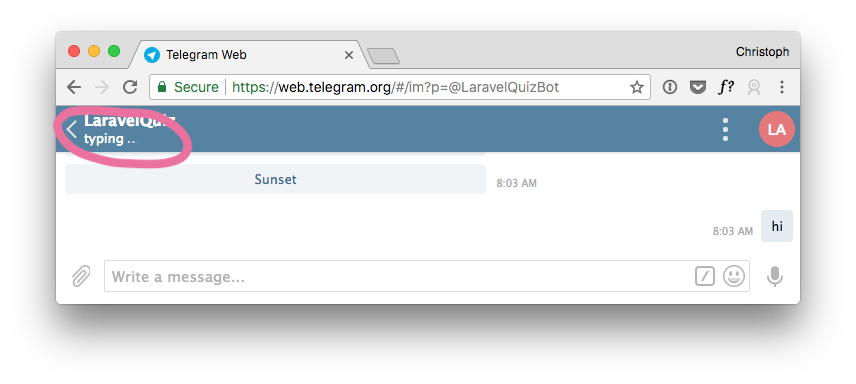 Telegram Web
Christoph
Secure https://web.telegram.org/#/im?p=@LaravelQuizBot
f?
LaravelQuiz
typing ..
LA
Sunset
8:03 AM
8:03 AM
hi
Write a message...